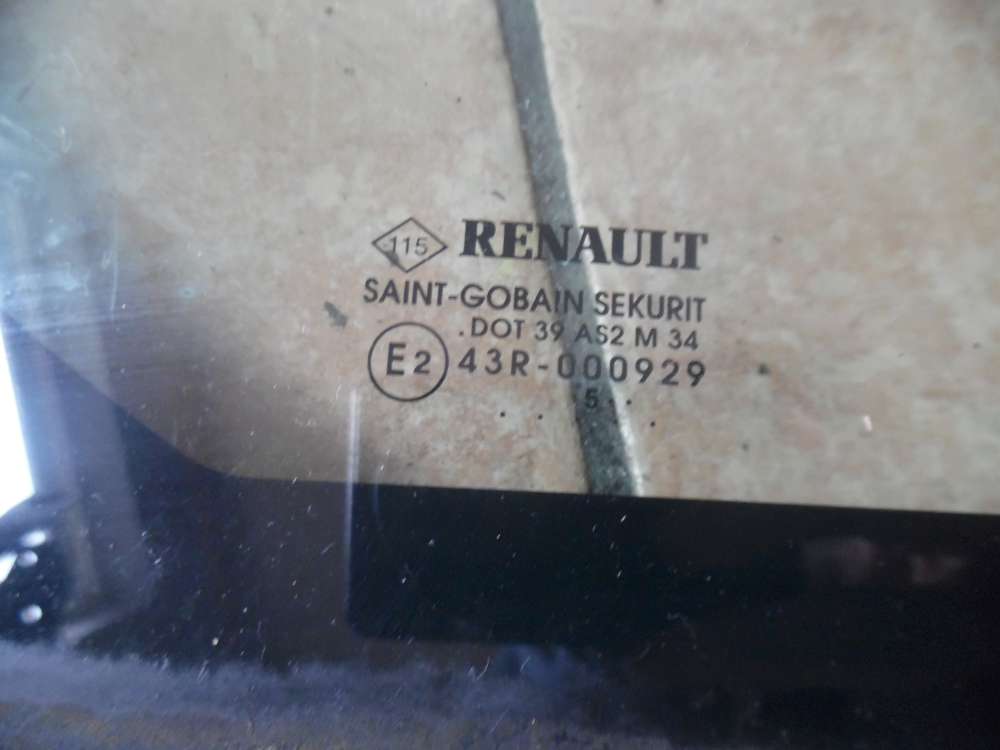 115 RENAULT
SAINT-GOBAIN SEKURIT
.DOT 39 AS2 M 34
E2 43R-000929
. . 5 . .